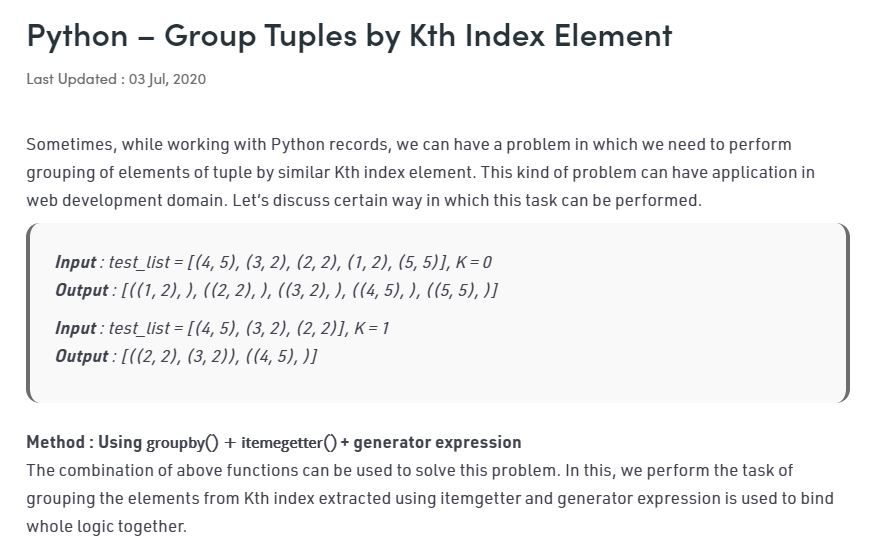 Python – Group Tuples by Kth Index Element
Last Updated : 03 Jul, 2020
Sometimes, while working with Python records, we can have a problem in which we need to perform
grouping of elements of tuple by similar Kth index element. This kind of problem can have application in
web development domain. Let’s discuss certain way in which this task can be performed.
Input : test_list = [(4, 5), (3, 2), (2, 2), (1, 2), (5, 5)], K = 0
Output : [((1, 2), ), ((2, 2), ), ((3, 2), ), ((4, 5), ), ((5, 5), )]
Input : test_list = [(4, 5), (3, 2), (2, 2)], K = 1
Output : [((2, 2), (3, 2)), ((4, 5), )]
Method : Using groupby() + itemegetter() + generator expression
The combination of above functions can be used to solve this problem. In this, we perform the task of
grouping the elements from Kth index extracted using itemgetter and generator expression is used to bind
whole logic together.